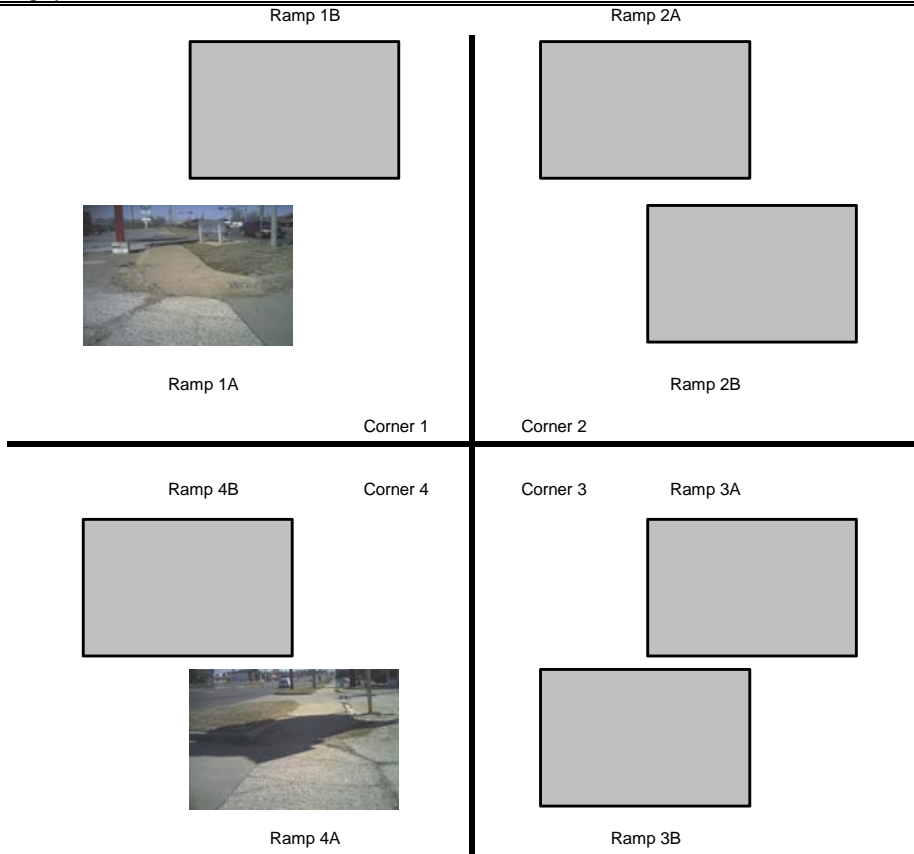 Ramp 1B
Ramp 2A
Ramp 1A
Ramp 2B
Corner 1
Corner 2
Ramp 4B
Corner 4
Corner 3
Ramp 3A
Ramp 4A
Ramp 3B